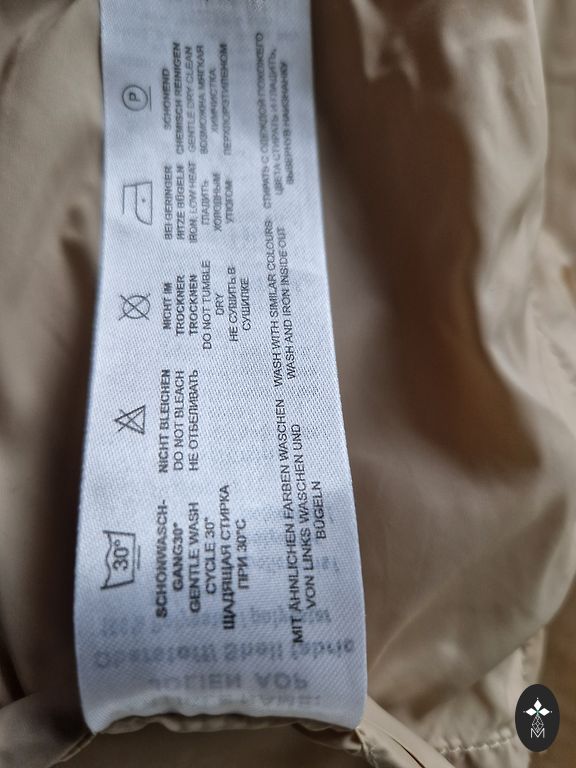 30°
SCHONWASCH-
GANG30°
GENTLE WASH
CYCLE 30°
ЩАДЯЩАЯ СТИРКА
ПРИ 30°C
NICHT BLEICHEN
DO NOT BLEACH
НЕ ОТБЕЛИВАТЬ
NICHT IM
TROCKNER
TROCKNEN
DO NOT TUMBLE
DRY
НЕ СУШИТЬ В
СУШИЛКЕ
BEI GERINGER
HITZE BÜGELN
IRON, LOW HEAT
ГЛАДИТЬ
ХОЛОДНЫМ
УТЮГОМ
P
SCHONEND
CHEMISCH REINIGEN
GENTLE DRY CLEAN
ВОЗМОЖНА МЯГКАЯ
ХИМЧИСТКА
ПЕРХЛОРЭТИЛЕНОМ
MIT ÄHNLICHEN FARBEN WASCHEN
VON LINKS WASCHEN UND
BÜGELN
WASH WITH SIMILAR COLOURS
WASH AND IRON INSIDE-OUT
СТИРАТЬ С ОДЕЖДОЙ ПОХОЖЕГО
ЦВЕТА СТИРАТЬ И ГЛАДИТЬ,
ВЫВЕРНУВ НАИЗНАНКУ